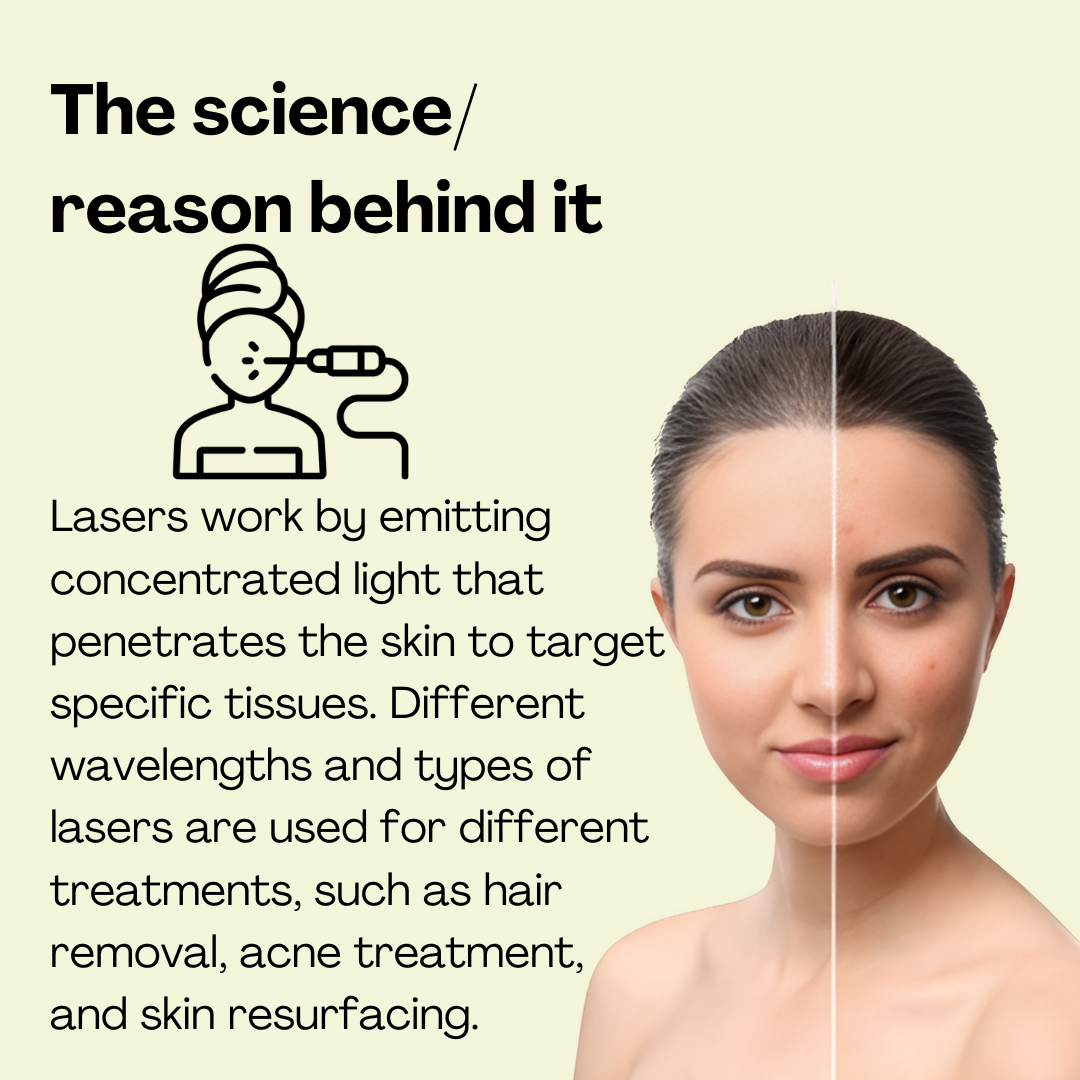 The science/
reason behind it
Lasers work by emitting
concentrated light that
penetrates the skin to target
specific tissues. Different
wavelengths and types of
lasers are used for different
treatments, such as hair
removal, acne treatment,
and skin resurfacing.